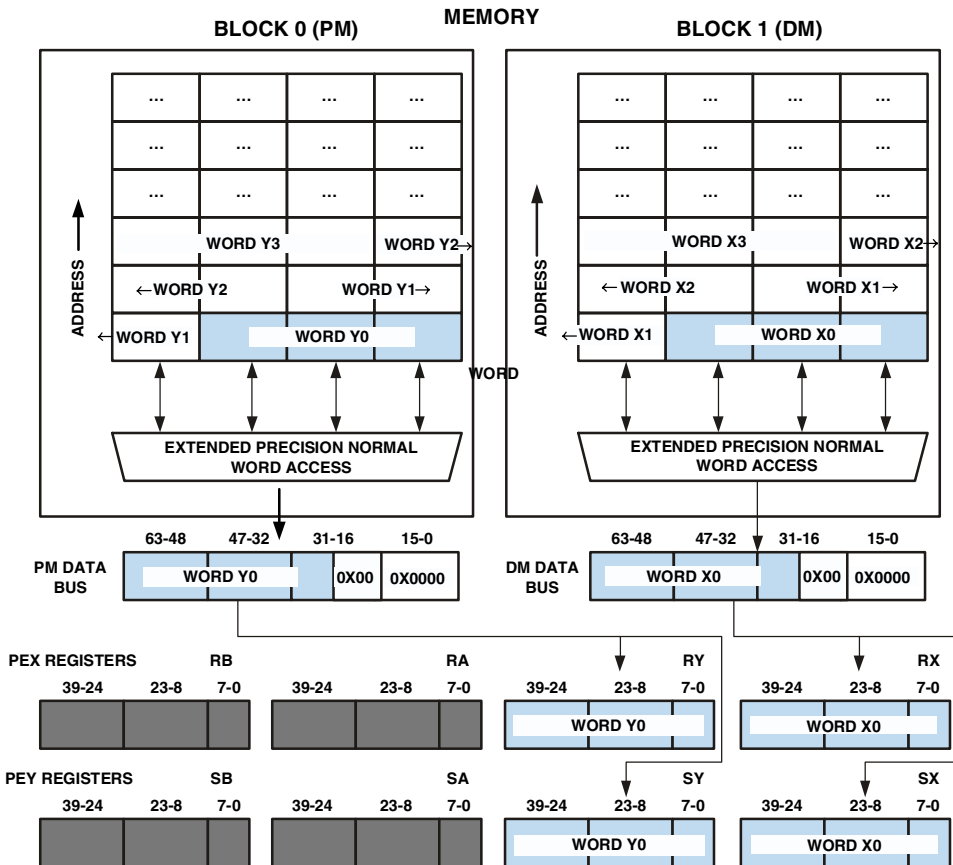 MEMORY
BLOCK 0 (PM) BLOCK 1 (DM)
... ... ... ... ... ... ... ...
... ... ... ... ... ... ... ...
... ... ... ... ... ... ... ...
ADDRESS WORD Y3 WORD Y2→ ADDRESS WORD X3 WORD X2→
←WORD Y2 WORD Y1→ ←WORD X2 WORD X1→
←WORD Y1 WORD Y0 ←WORD X1 WORD X0
WORD
EXTENDED PRECISION NORMAL EXTENDED PRECISION NORMAL
WORD ACCESS WORD ACCESS
63-48 47-32 31-16 15-0 63-48 47-32 31-16 15-0
PM DATA WORD Y0 0X00 0X0000 DM DATA WORD X0 0X00 0X0000
BUS BUS
PEX REGISTERS RB RA RY RX
39-24 23-8 7-0 39-24 23-8 7-0 39-24 23-8 7-0 39-24 23-8 7-0
WORD Y0 WORD X0
PEY REGISTERS SB SA SY SX
39-24 23-8 7-0 39-24 23-8 7-0 39-24 23-8 7-0 39-24 23-8 7-0
WORD Y0 WORD X0